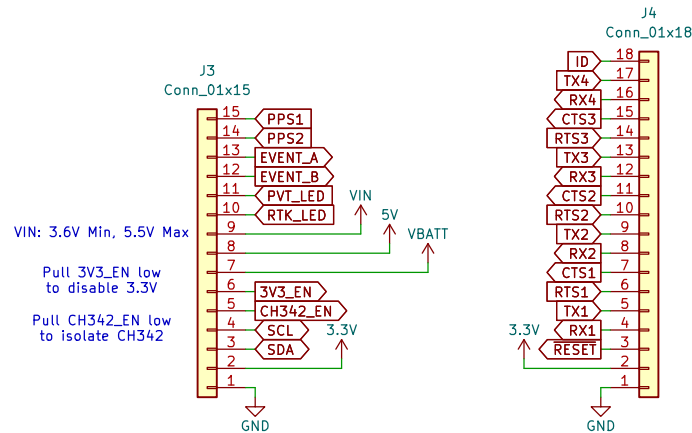 J3
Conn_01x15
15 PPS1
14 PPS2
13 EVENT_A
12 EVENT_B
11 PVT_LED
10 RTK_LED
VIN
VIN: 3.6V Min, 5.5V Max
9
5V
8
VBATT
7
Pull 3V3_EN low
to disable 3.3V
6 3V3_EN
5 CH342_EN
Pull CH342_EN low
to isolate CH342
4 SCL
3 SDA
3.3V
2
1
GND
J4
Conn_01x18
ID 18
TX4 17
RX4 16
CTS3 15
RTS3 14
TX3 13
RX3 12
CTS2 11
RTS2 10
TX2 9
RX2 8
CTS1 7
RTS1 6
TX1 5
RX1 4
RESET 3
3.3V
2
1
GND